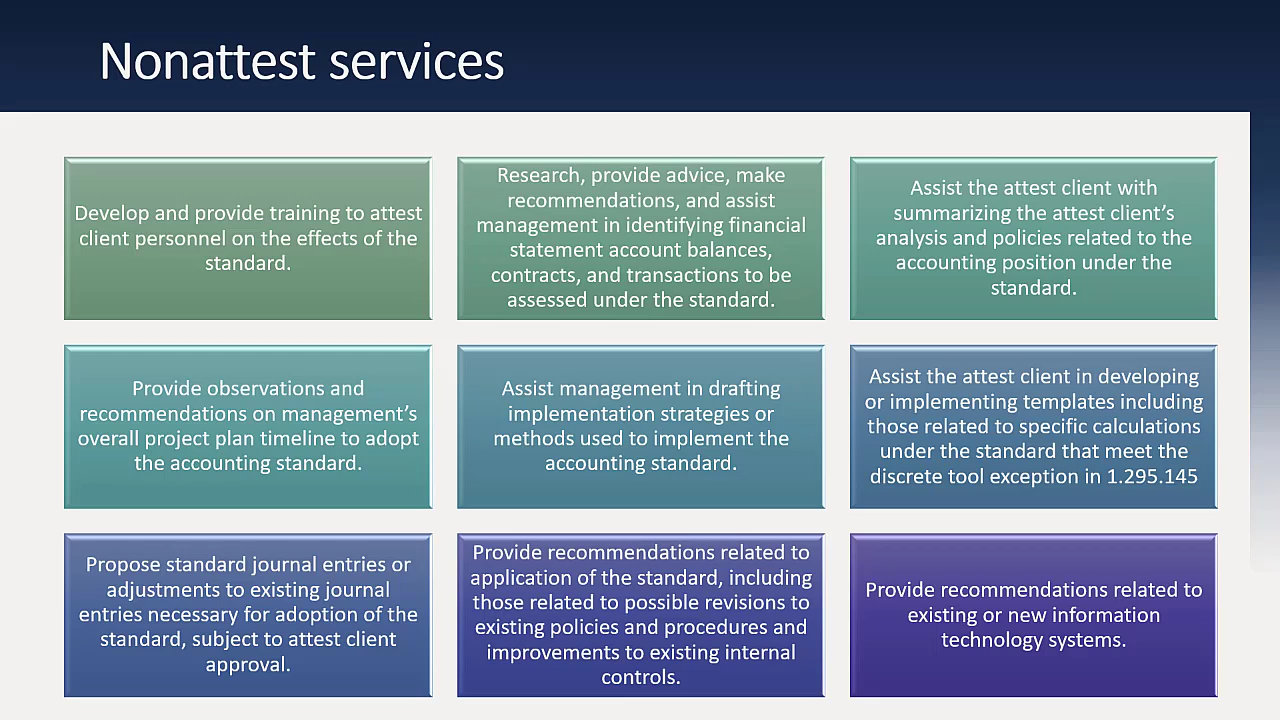 Nonattest services
Develop and provide training to attest
client personnel on the effects of the
standard.
Research, provide advice, make
recommendations, and assist
management in identifying financial
statement account balances,
contracts, and transactions to be
assessed under the standard.
Assist the attest client with
summarizing the attest client’s
analysis and policies related to the
accounting position under the
standard.
Provide observations and
recommendations on management’s
overall project plan timeline to adopt
the accounting standard.
Assist management in drafting
implementation strategies or
methods used to implement the
accounting standard.
Assist the attest client in developing
or implementing templates including
those related to specific calculations
under the standard that meet the
discrete tool exception in 1.295.145
Propose standard journal entries or
adjustments to existing journal
entries necessary for adoption of the
standard, subject to attest client
approval.
Provide recommendations related to
application of the standard, including
those related to possible revisions to
existing policies and procedures and
improvements to existing internal
controls.
Provide recommendations related to
existing or new information
technology systems.